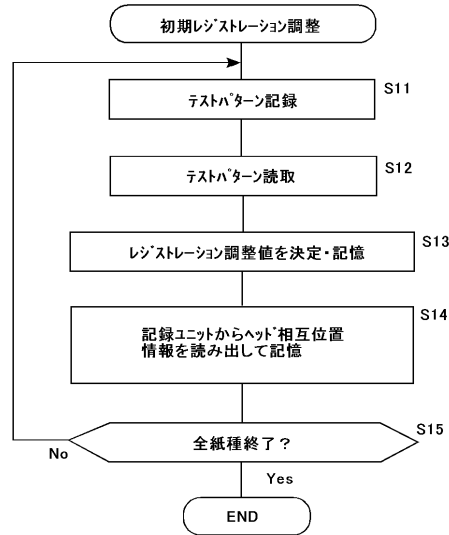 初期ﾚｼﾞｽﾄﾚｰｼｮﾝ調整
ﾃｽﾄﾊﾟﾀｰﾝ記録
S11
ﾃｽﾄﾊﾟﾀｰﾝ読取
S12
ﾚｼﾞｽﾄﾚｰｼｮﾝ調整値を決定・記憶
S13
記録ﾕﾆｯﾄからﾍｯﾄﾞ相互位置
情報を読み出して記憶
S14
全紙種終了？
S15
No
Yes
END